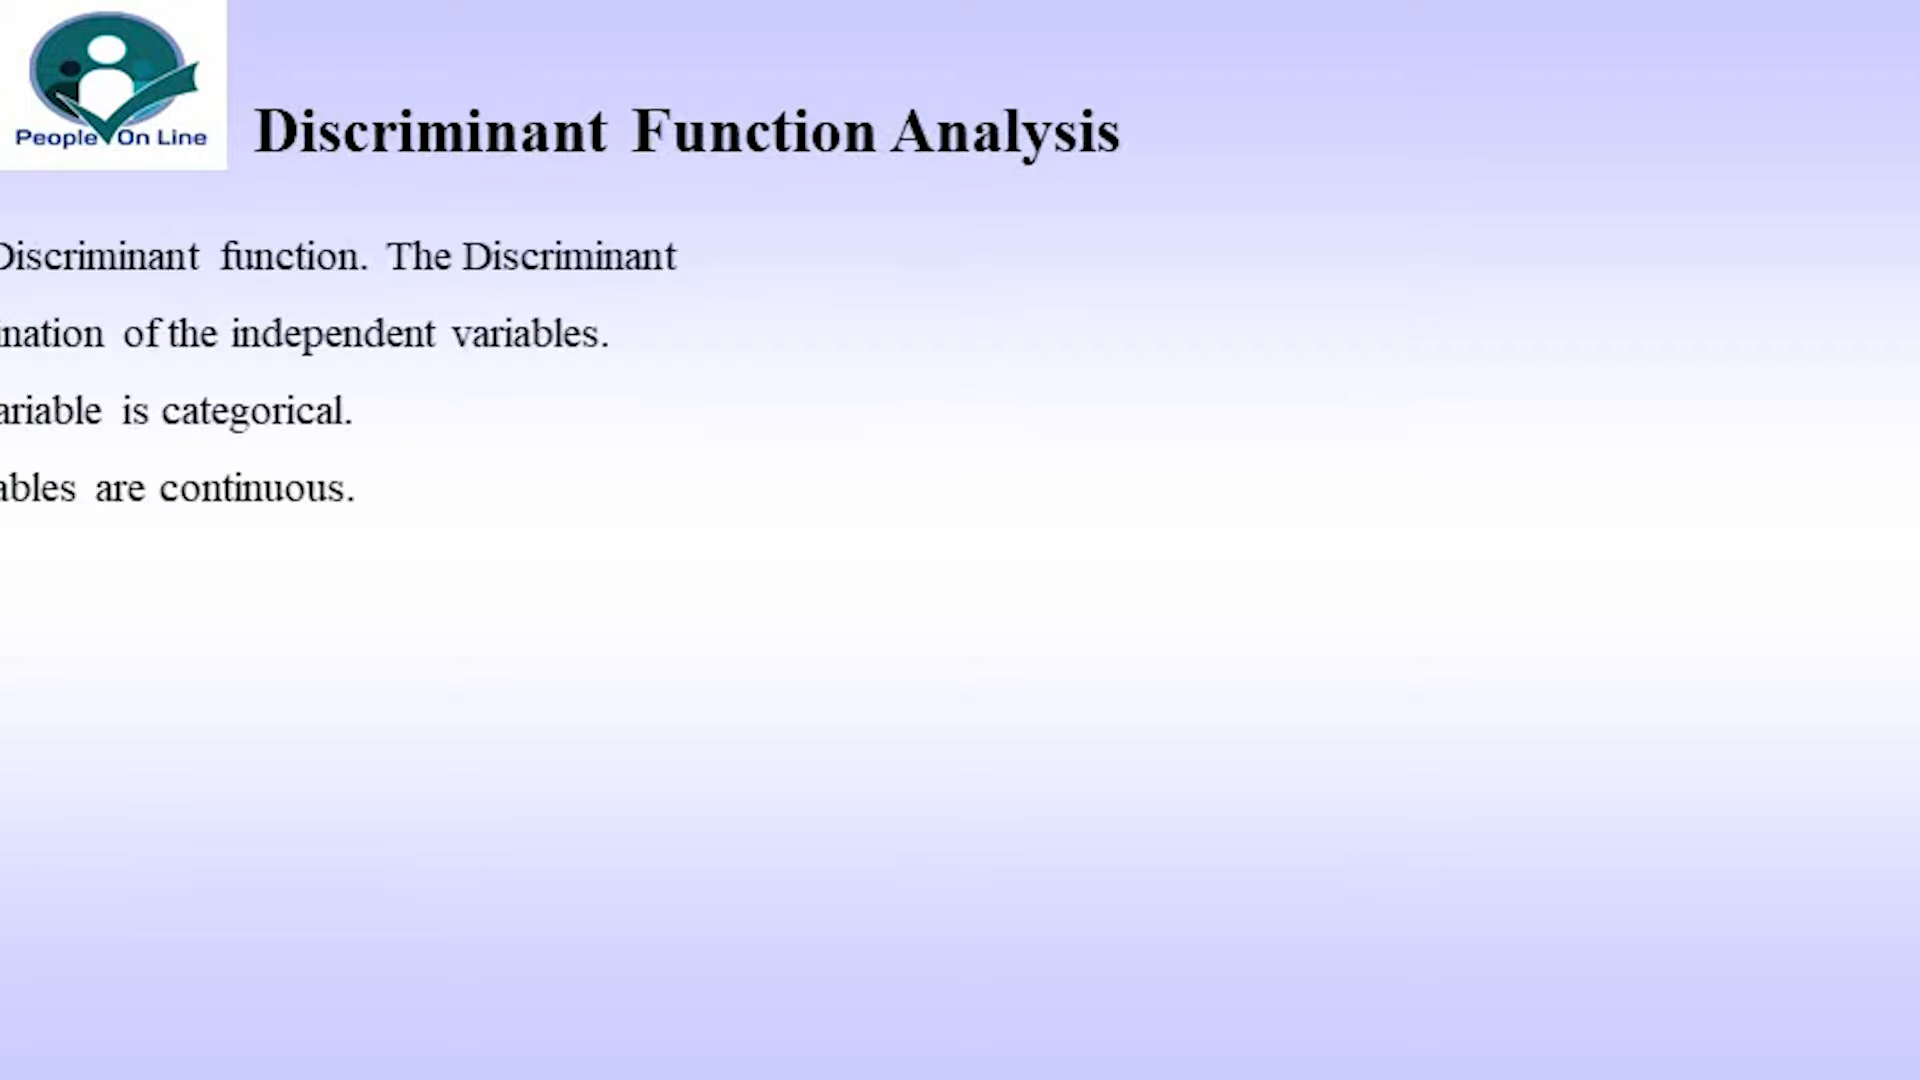 People On Line
Discriminant Function Analysis
Discriminant function. The Discriminant
ination of the independent variables.
ariable is categorical.
ables are continuous.